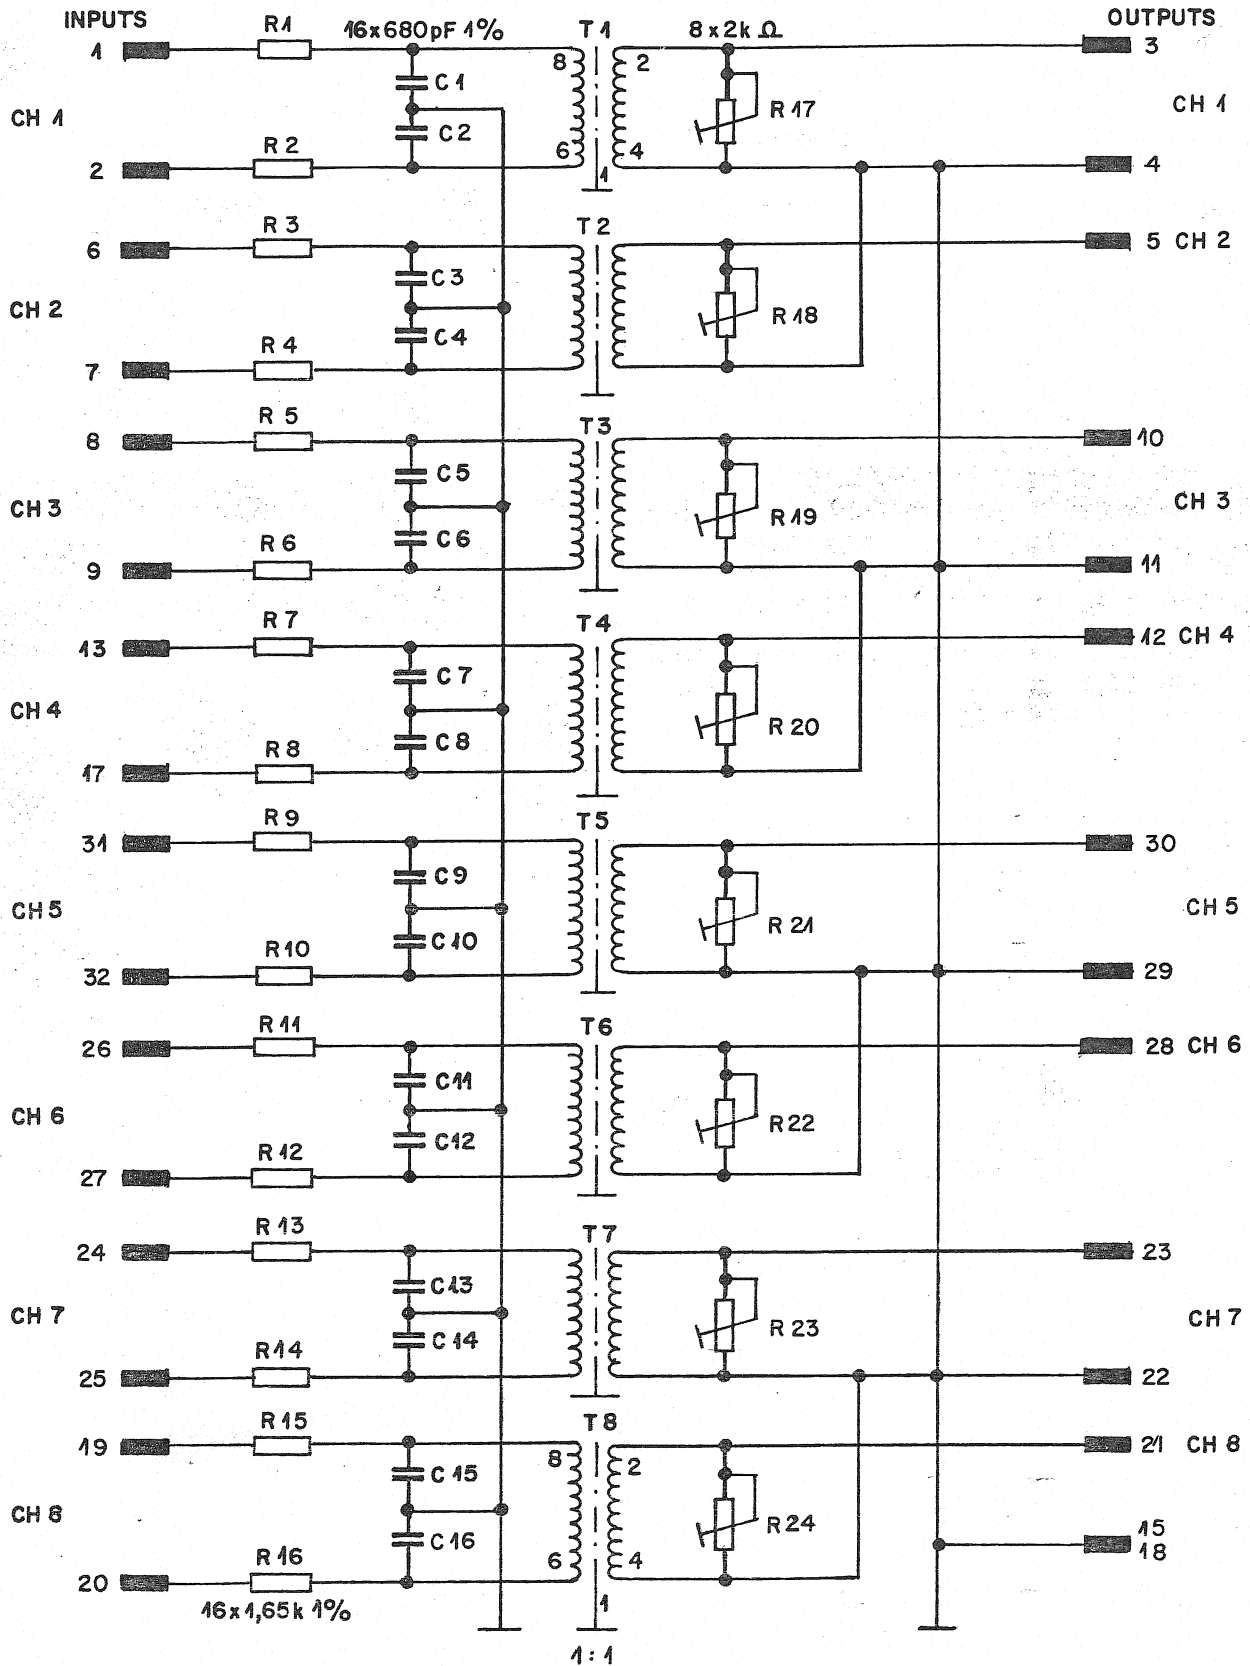 INPUTS R1 16x680pF 1% T1 8x2kΩ OUTPUTS
1 8 2 3
C1
CH 1 R17 CH 1
C2
R2 6 4
2 1 4
R3 T2
6 5 CH 2
C3
CH 2 R18
C4
R4
7
R5 T3
8 10
C5
CH 3 R19 CH 3
C6
R6
9 11
R7 T4
13 12 CH 4
C7
CH 4 R20
C8
R8
17
R9 T5
31 30
C9
CH 5 R21 CH 5
C10
R10
32 29
R11 T6
26 28 CH 6
C11
CH 6 R22
C12
R12
27
R13 T7
24 23
C13
CH 7 R23 CH 7
C14
R14
25 22
R15 T8
19 8 2 21 CH 8
C15
CH 8 R24 15
C16 18
R16 6 4
20
16x1,65k 1% 1
1:1